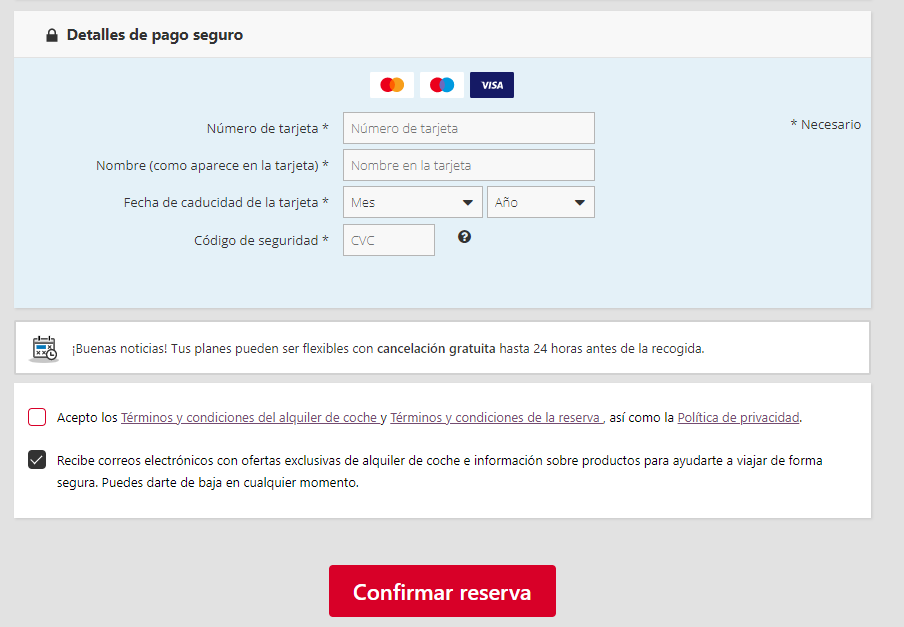 Detalles de pago seguro
VISA
Número de tarjeta * Número de tarjeta * Necesario
Nombre (como aparece en la tarjeta) * Nombre en la tarjeta
Fecha de caducidad de la tarjeta * Mes Año
Código de seguridad * CVC ?
¡Buenas noticias! Tus planes pueden ser flexibles con cancelación gratuita hasta 24 horas antes de la recogida.
Acepto los Términos y condiciones del alquiler de coche y Términos y condiciones de la reserva , así como la Política de privacidad.
Recibe correos electrónicos con ofertas exclusivas de alquiler de coche e información sobre productos para ayudarte a viajar de forma
segura. Puedes darte de baja en cualquier momento.
Confirmar reserva